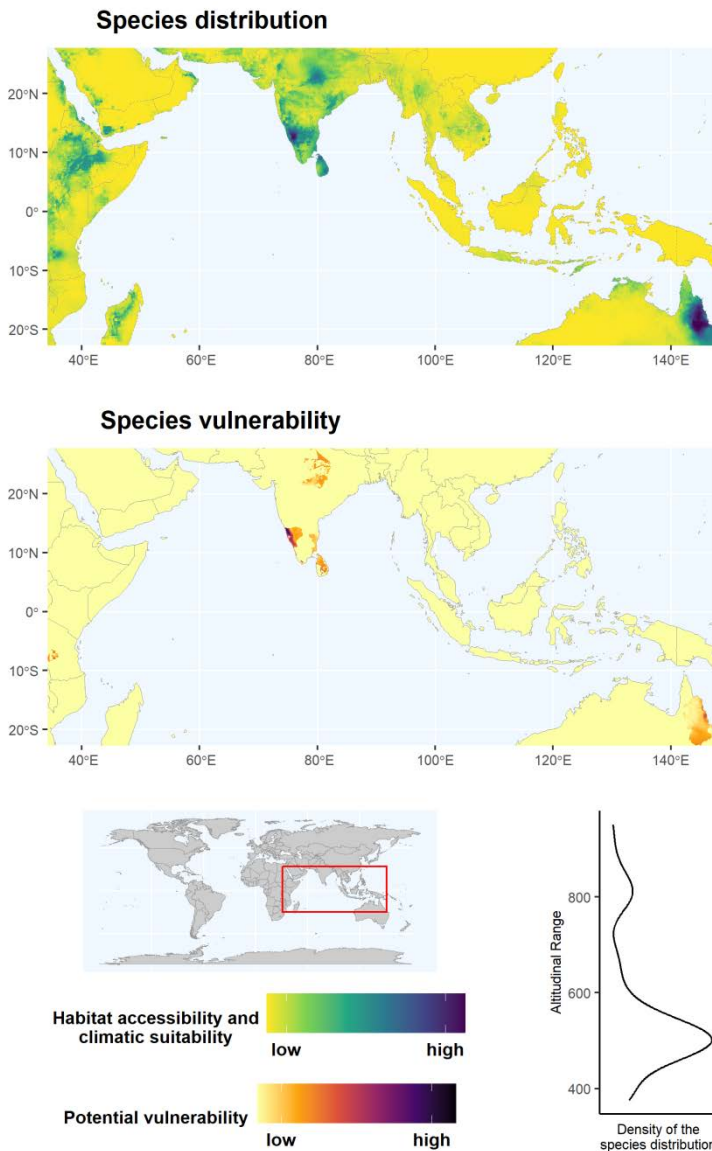 Species distribution
20°N
10°N
0°
10°S
20°S
40°E 60°E 80°E 100°E 120°E 140°E
Species vulnerability
20°N
10°N
0°
10°S
20°S
40°E 60°E 80°E 100°E 120°E 140°E
Habitat accessibility and
climatic suitability
low high
Potential vulnerability
low high
Altitudinal Range
800
600
400
Density of the
species distribution